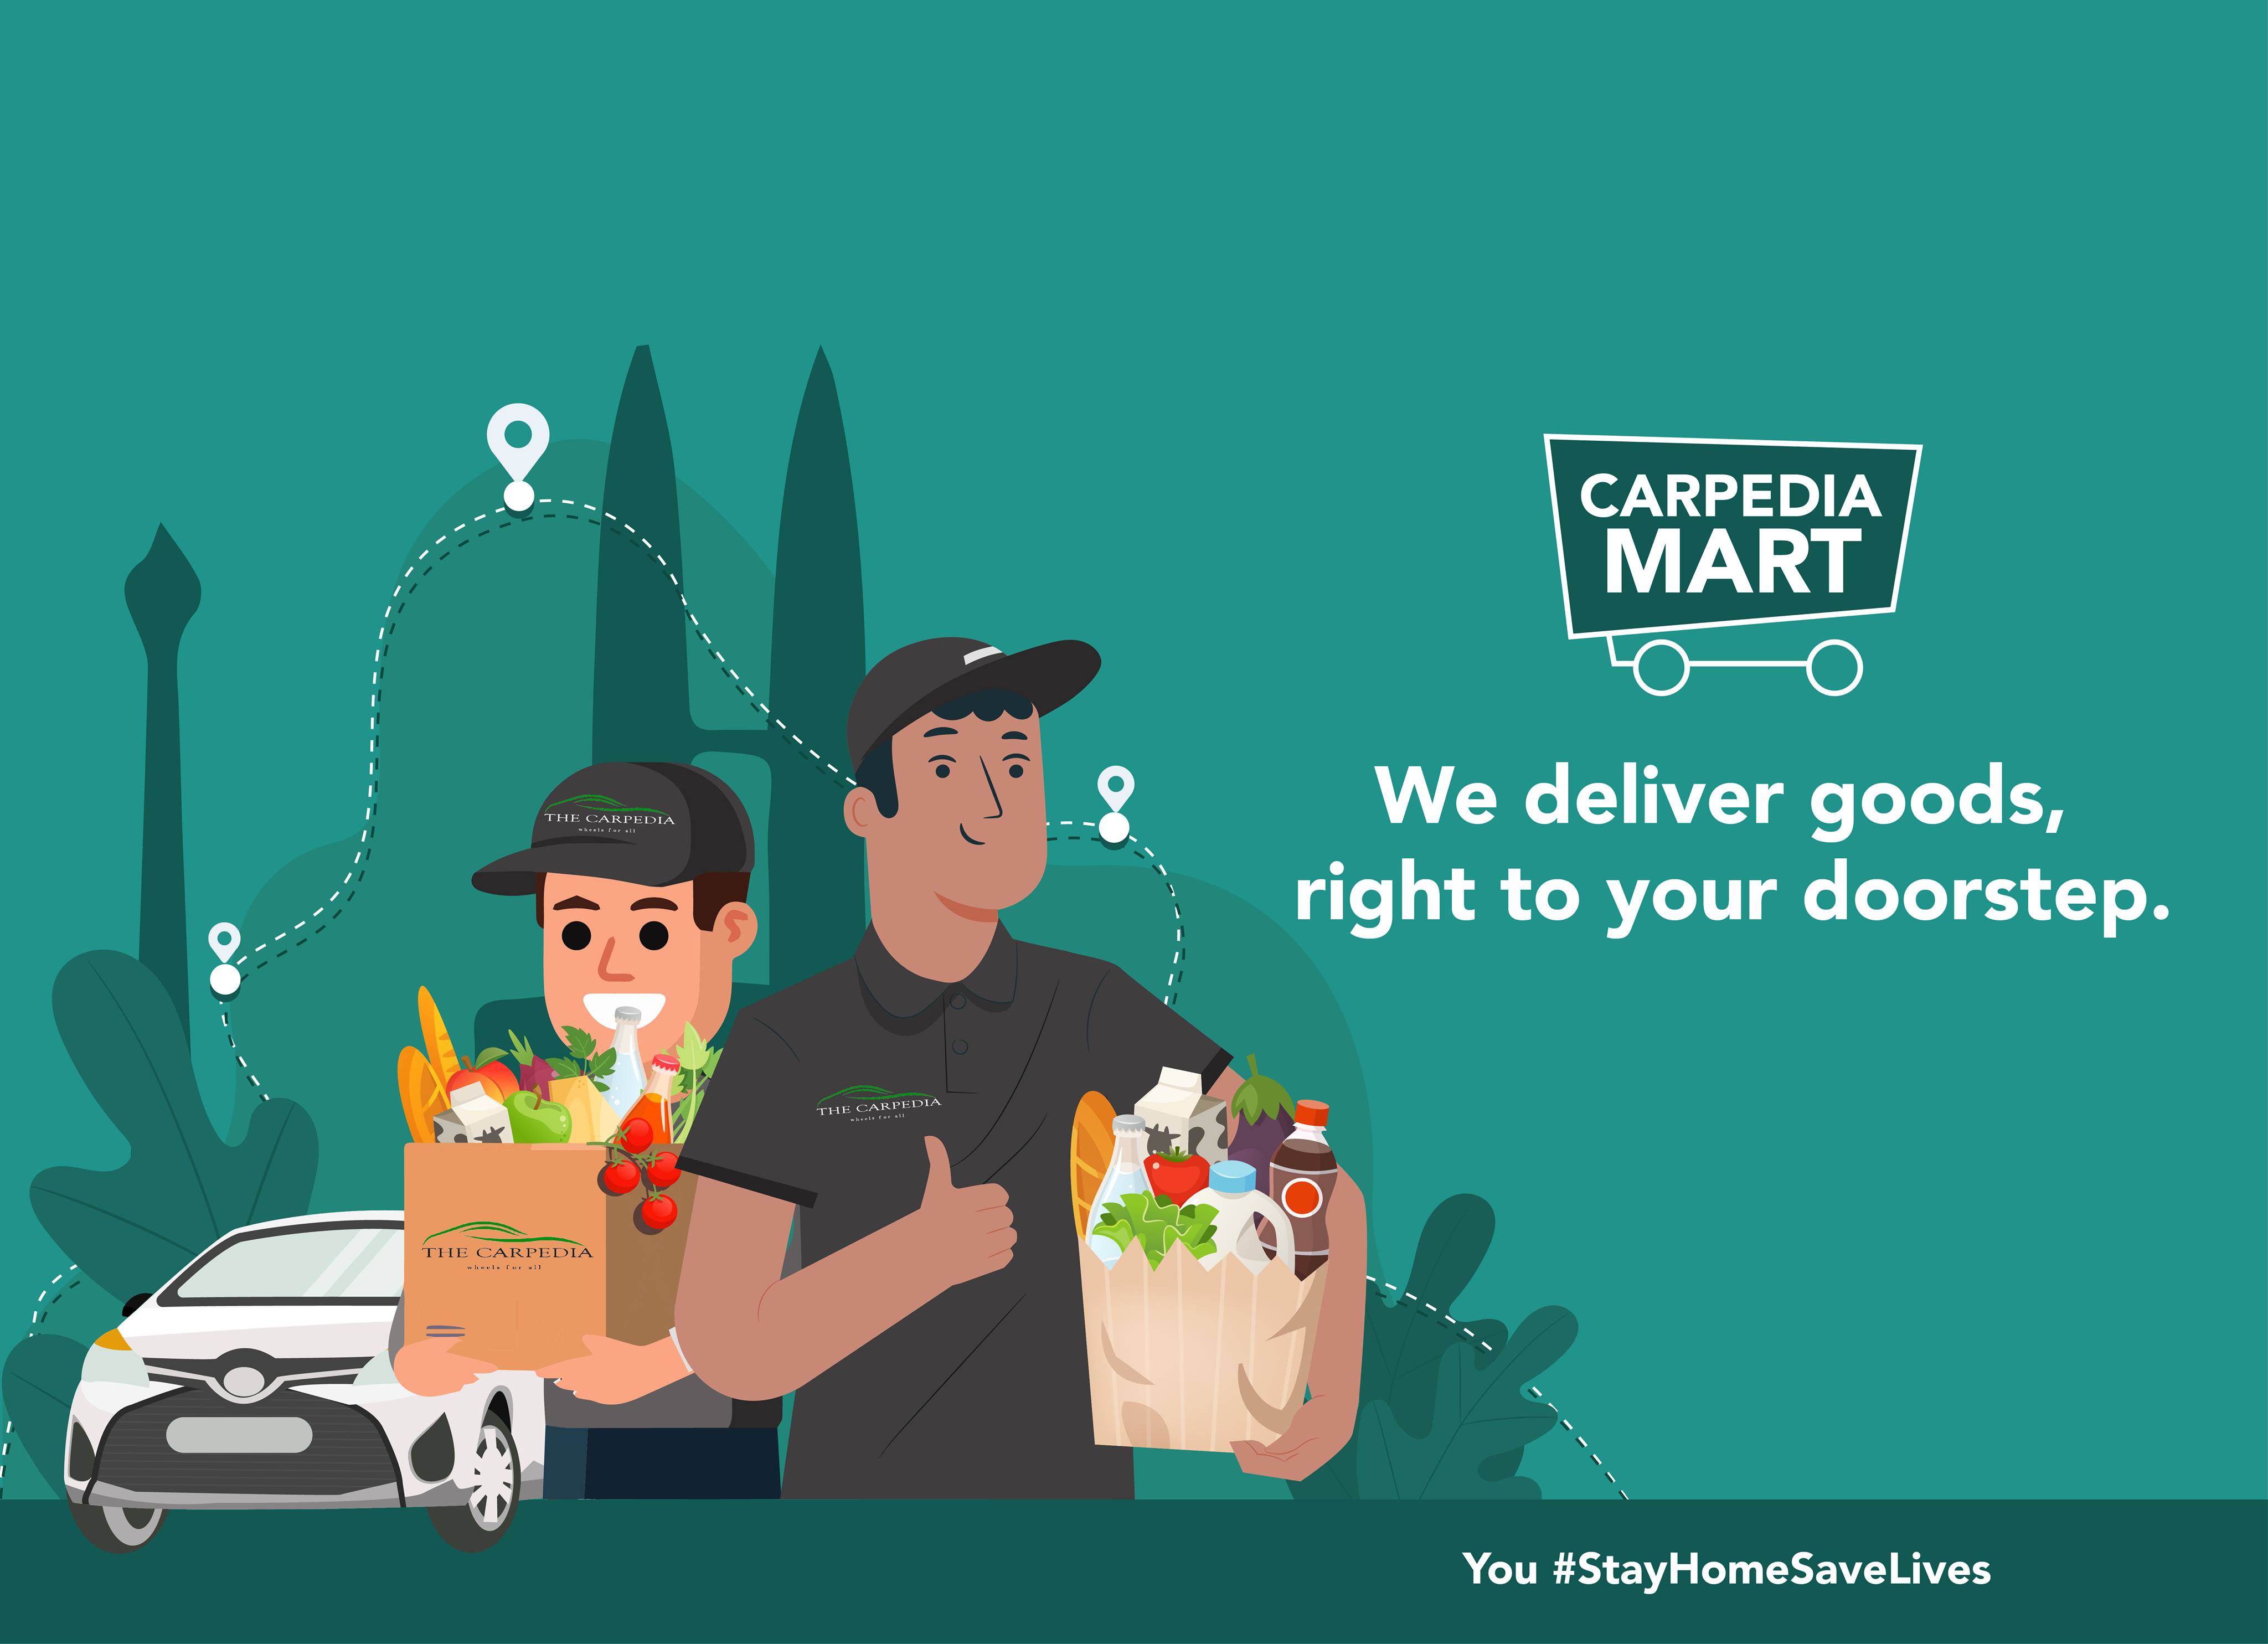 CARPEDIA
MART
We deliver goods,
right to your doorstep.
THE CARPEDIA
wheels for all
THE CARPEDIA
wheels for all
THE CARPEDIA
wheels for all
You #StayHomeSaveLives